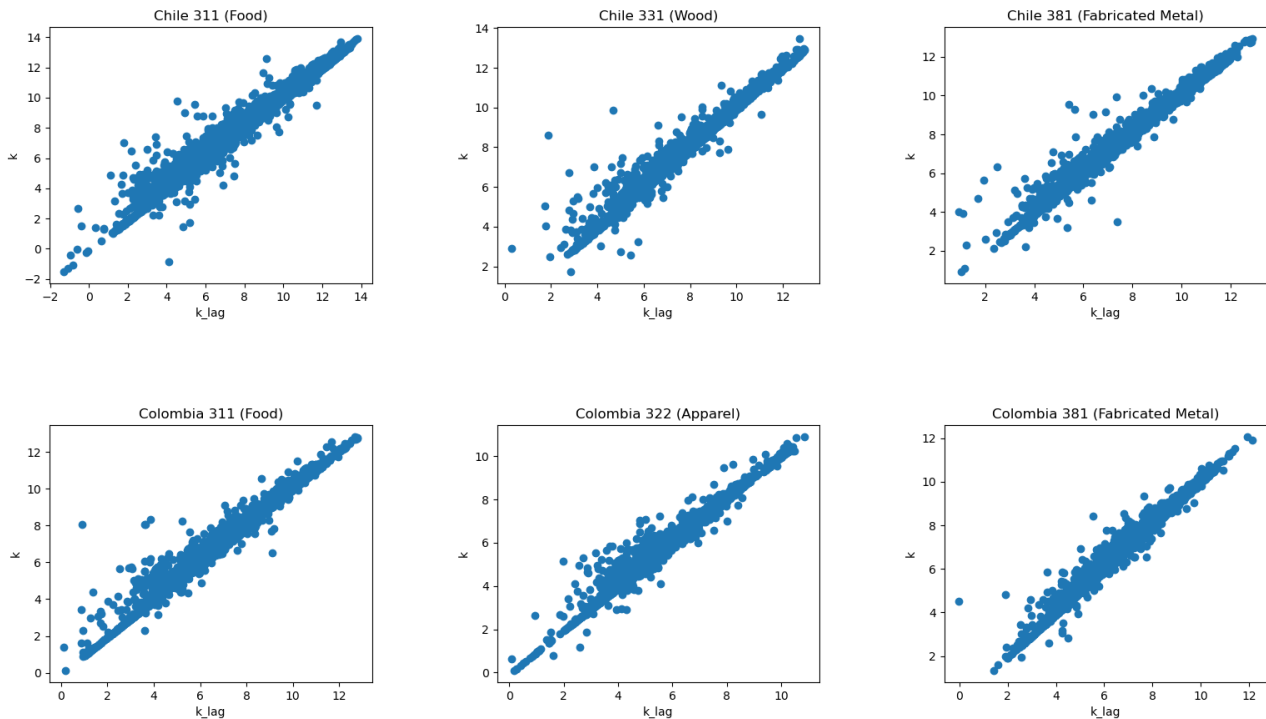 Chile 311 (Food)
14
12
10
8
6
4
2
0
−2
k
−2 0 2 4 6 8 10 12 14
k_lag
Chile 331 (Wood)
14
12
10
8
6
4
2
k
0 2 4 6 8 10 12
k_lag
Chile 381 (Fabricated Metal)
12
10
8
6
4
2
k
2 4 6 8 10 12
k_lag
Colombia 311 (Food)
12
10
8
6
4
2
0
k
0 2 4 6 8 10 12
k_lag
Colombia 322 (Apparel)
10
8
6
4
2
0
k
0 2 4 6 8 10
k_lag
Colombia 381 (Fabricated Metal)
12
10
8
6
4
2
k
0 2 4 6 8 10 12
k_lag